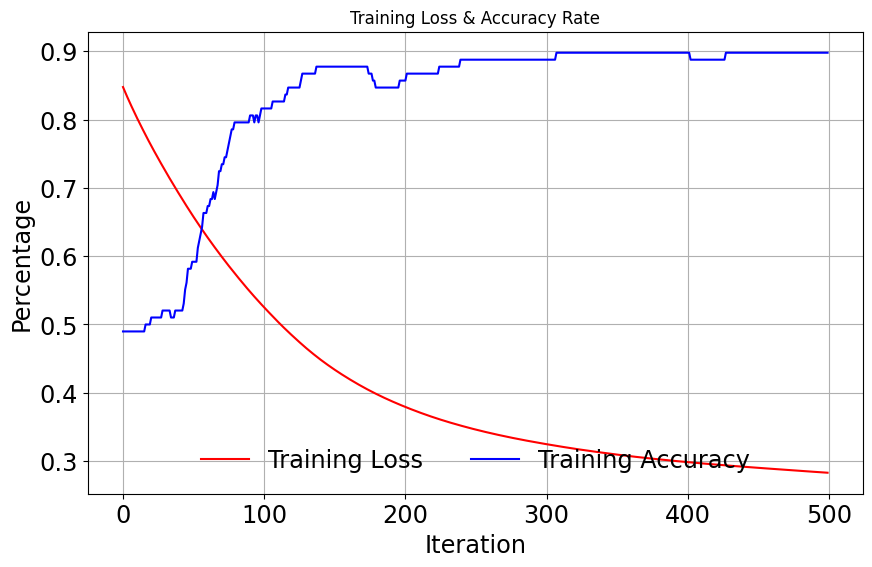 Training Loss & Accuracy Rate
0.9
0.8
0.7
0.6
0.5
0.4
0.3
Percentage
Training Loss
Training Accuracy
0 100 200 300 400 500
Iteration